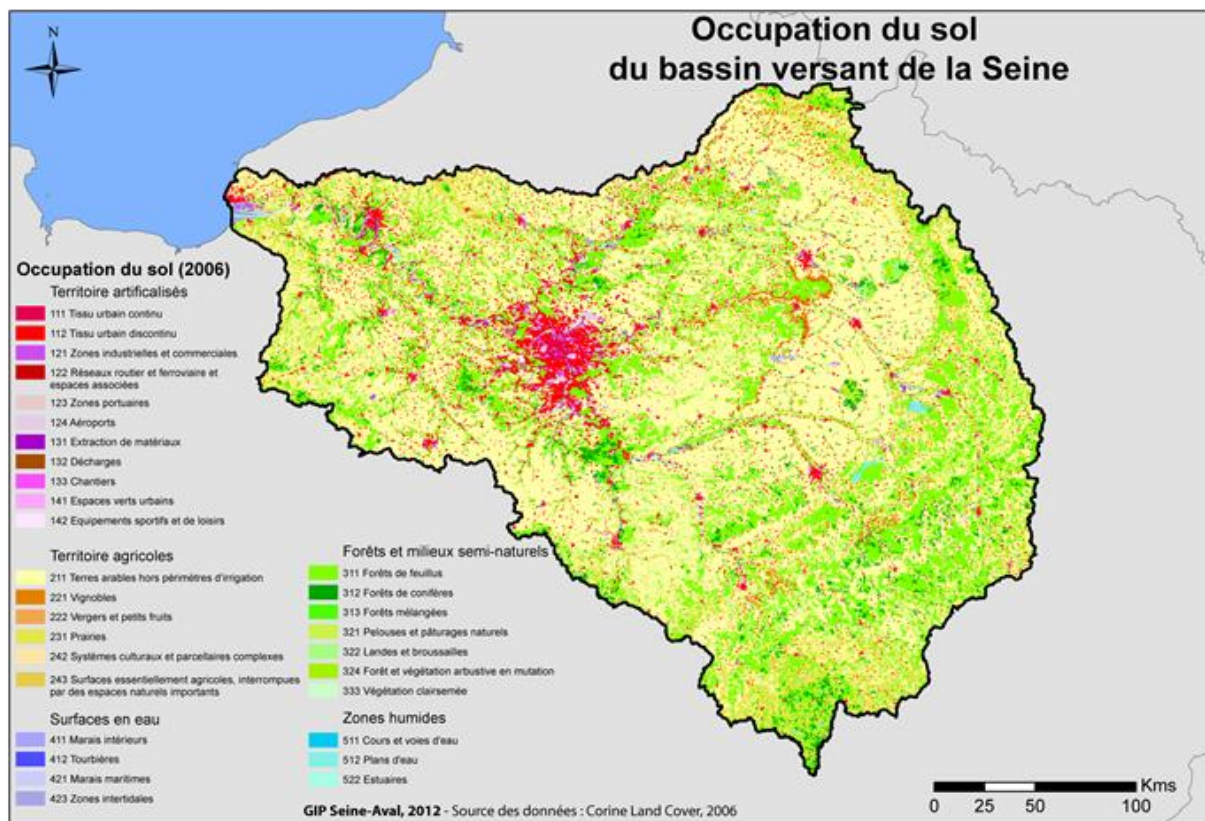 N
Occupation du sol
du bassin versant de la Seine
Occupation du sol (2006)
Territoire artificalisés
111 Tissu urbain continu
112 Tissu urbain discontinu
121 Zones industrielles et commerciales
122 Réseaux routier et ferroviaire et
espaces associées
123 Zones portuaires
124 Aéroports
131 Extraction de matériaux
132 Décharges
133 Chantiers
141 Espaces verts urbains
142 Equipements sportifs et de loisirs
Territoire agricoles
211 Terres arables hors périmètres d'irrigation
221 Vignobles
222 Vergers et petits fruits
231 Prairies
242 Systèmes culturaux et parcellaires complexes
243 Surfaces essentiellement agricoles, interrompues
par des espaces naturels importants
Surfaces en eau
411 Marais intérieurs
412 Tourbières
421 Marais maritimes
423 Zones intertidales
Forêts et milieux semi-naturels
311 Forêts de feuillus
312 Forêts de conifères
313 Forêts mélangées
321 Pelouses et pâturages naturels
322 Landes et broussailles
324 Forêt et végétation arbustive en mutation
333 Végétation clairsemée
Zones humides
511 Cours et voies d'eau
512 Plans d'eau
522 Estuaires
GIP Seine-Aval, 2012 - Source des données : Corine Land Cover, 2006
Kms
0 25 50 100